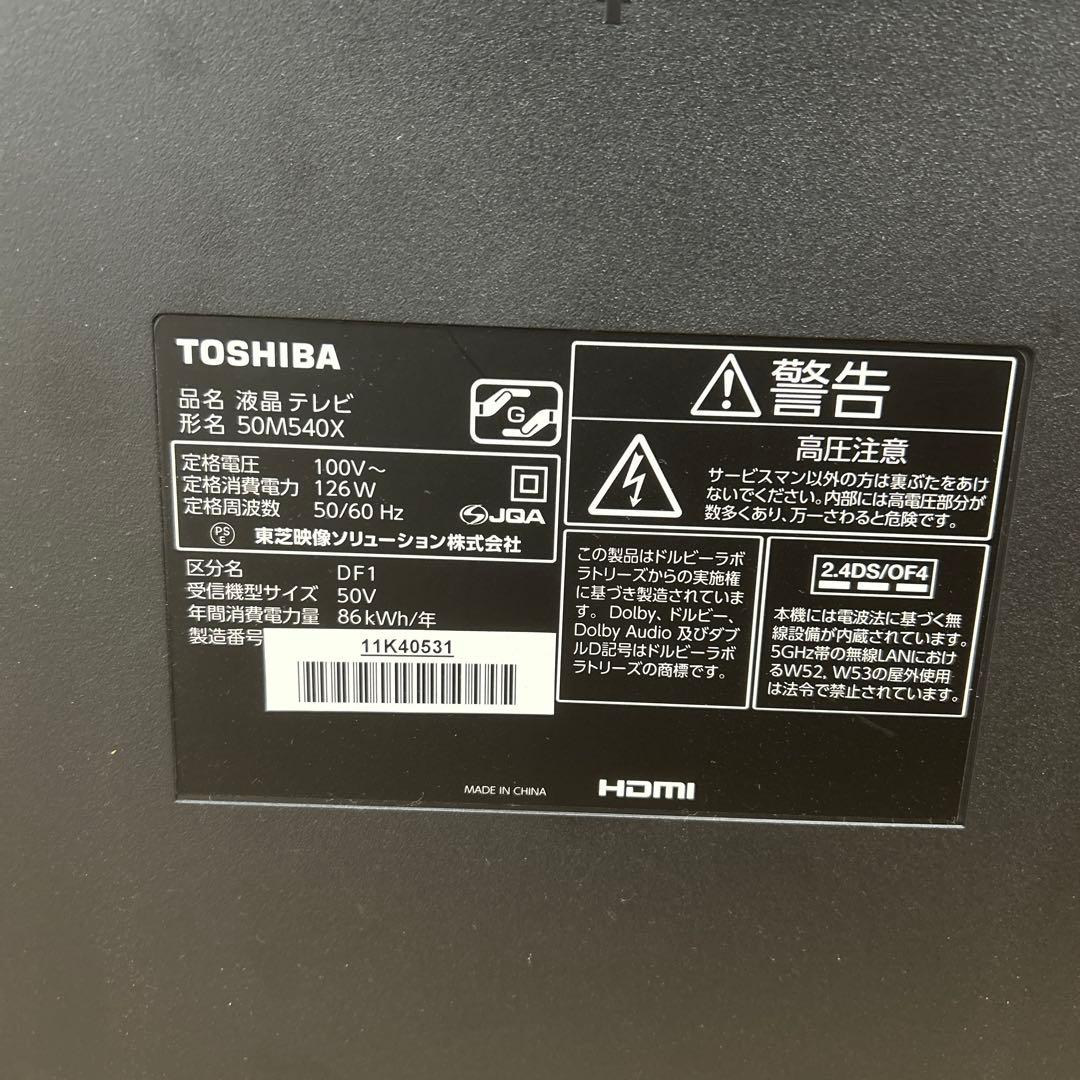 TOSHIBA
品名 液晶 テレビ
形名 50M540X
G
定格電圧 100V～
定格消費電力 126W
定格周波数 50/60 Hz
JQA
PS
E
東芝映像ソリューション株式会社
区分名 DF1
受信機型サイズ 50V
年間消費電力量 86kWh/年
製造番号
11K40531
警告
高圧注意
サービスマン以外の方は裏ぶたをあけ
ないでください。内部には高電圧部分が
数多くあり、万一さわると危険です。
この製品はドルビーラボ
ラトリーズからの実施権
に基づき製造されていま
す。 Dolby、ドルビー、
Dolby Audio 及びダブ
ルD記号はドルビーラボ
ラトリーズの商標です。
2.4DS/OF4
本機には電波法に基づく無
線設備が内蔵されています。
5GHz帯の無線LANにおけ
るW52, W53の屋外使用
は法令で禁止されています。
MADE IN CHINA
HDMI